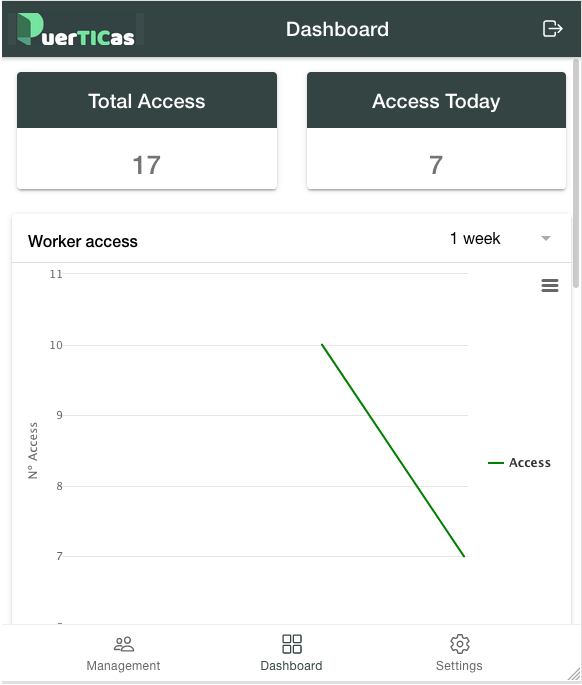 PuerTICas
Dashboard
Total Access
Access Today
17
7
Worker access
1 week
11
10
9
8
7
Nº Access
Access
Management
Dashboard
Settings